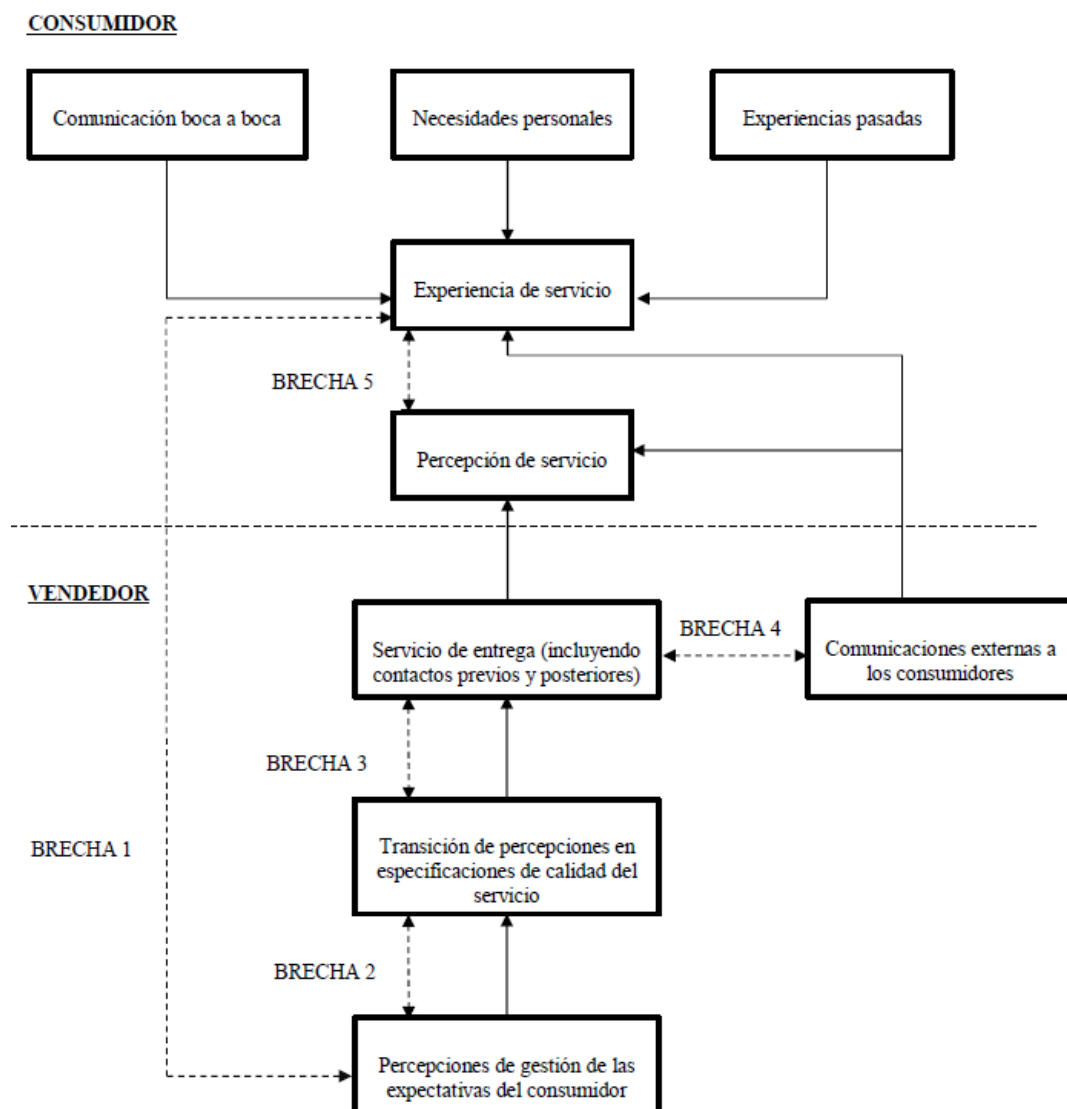 CONSUMIDOR
Comunicación boca a boca
Necesidades personales
Experiencias pasadas
Experiencia de servicio
BRECHA 5
Percepción de servicio
VENDEDOR
Servicio de entrega (incluyendo
contactos previos y posteriores)
BRECHA 4
Comunicaciones externas a
los consumidores
BRECHA 3
Transición de percepciones en
especificaciones de calidad del
servicio
BRECHA 1
BRECHA 2
Percepciones de gestión de las
expectativas del consumidor